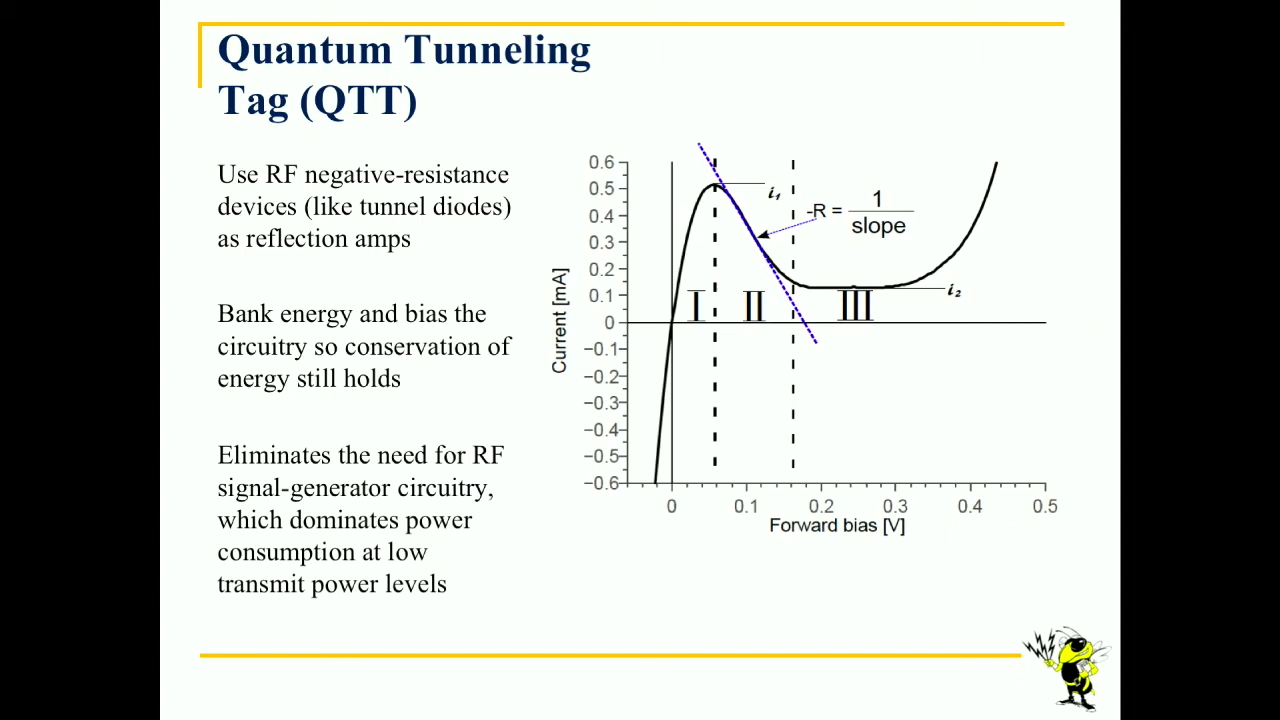 Quantum Tunneling
Tag (QTT)
Use RF negative-resistance
devices (like tunnel diodes)
as reflection amps
Bank energy and bias the
circuitry so conservation of
energy still holds
Eliminates the need for RF
signal-generator circuitry,
which dominates power
consumption at low
transmit power levels
Current [mA]
0.6
0.5
0.4
0.3
0.2
0.1
0
−0.1
−0.2
−0.3
−0.4
−0.5
−0.6
i1
-R = 1
slope
I II III
i2
0 0.1 0.2 0.3 0.4 0.5
Forward bias [V]